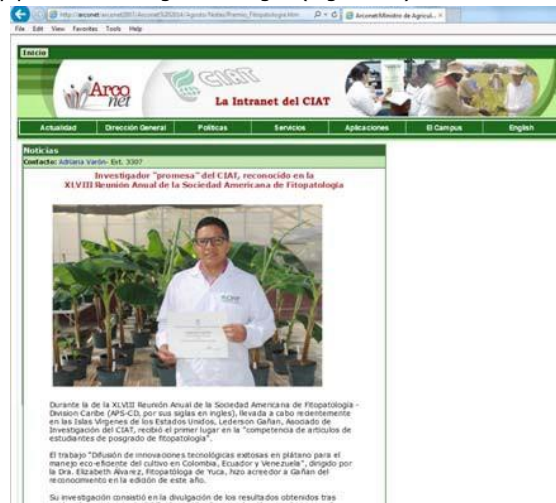 File Edit View Favorites Tools Help
Arconet:Ministro de Agricul...
Inicio
Arco
net
CIAT
La Intranet del CIAT
Actualidad Dirección General Políticas Servicios Aplicaciones El Campus English
Noticias
Contacto: Adriana Varón- Ext. 3307
Investigador "promesa" del CIAT, reconocido en la
XLVIII Reunión Anual de la Sociedad Americana de Fitopatología
Durante la de la XLVIII Reunión Anual de la Sociedad Americana de Fitopatología -
Division Caribe (APS-CD, por sus siglas en ingles), llevada a cabo redentemente
en las Islas Vírgenes de los Estados Unidos, Lederson Gañan, Asociado de
Investigación del CIAT, recibió el primer lugar en la "competencia de artículos de
estudiantes de posgrado de fitopatología".
El trabajo "Difusión de innovaciones tecnológicas exitosas en plátano para el
manejo eco-eficiente del cultivo en Colombia, Ecuador y Venezuela", dirigido por
la Dra. Elizabeth Álvarez, Fitopatóloga de Yuca, hizo acreedor a Gañan del
reconocimiento en la edición de este año.
Su investigación consistió en la divulgación de los resultados obtenidos tras